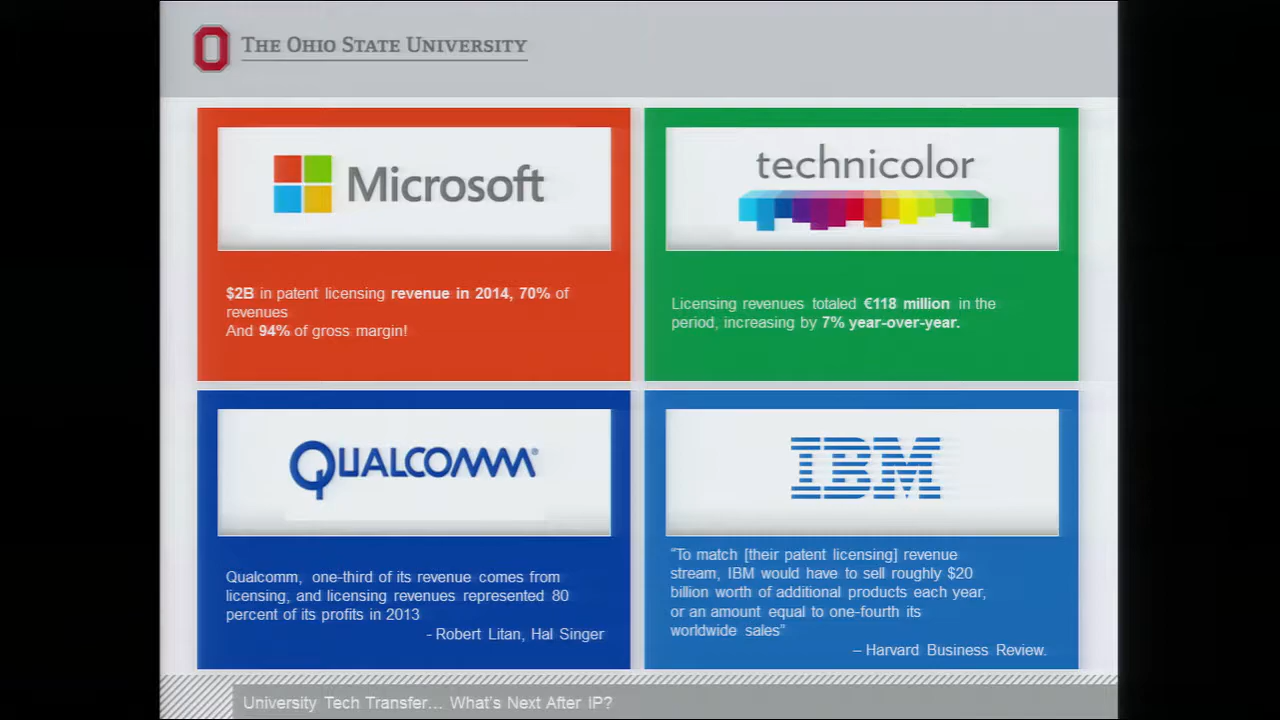 THE OHIO STATE UNIVERSITY
Microsoft
$2B in patent licensing revenue in 2014, 70% of
revenues
And 94% of gross margin!
technicolor
Licensing revenues totaled €118 million in the
period, increasing by 7% year-over-year.
QUALCOMM®
Qualcomm, one-third of its revenue comes from
licensing, and licensing revenues represented 80
percent of its profits in 2013
- Robert Litan, Hal Singer
IBM
“To match [their patent licensing] revenue
stream, IBM would have to sell roughly $20
billion worth of additional products each year,
or an amount equal to one-fourth its
worldwide sales”
– Harvard Business Review.
University Tech Transfer… What’s Next After IP?